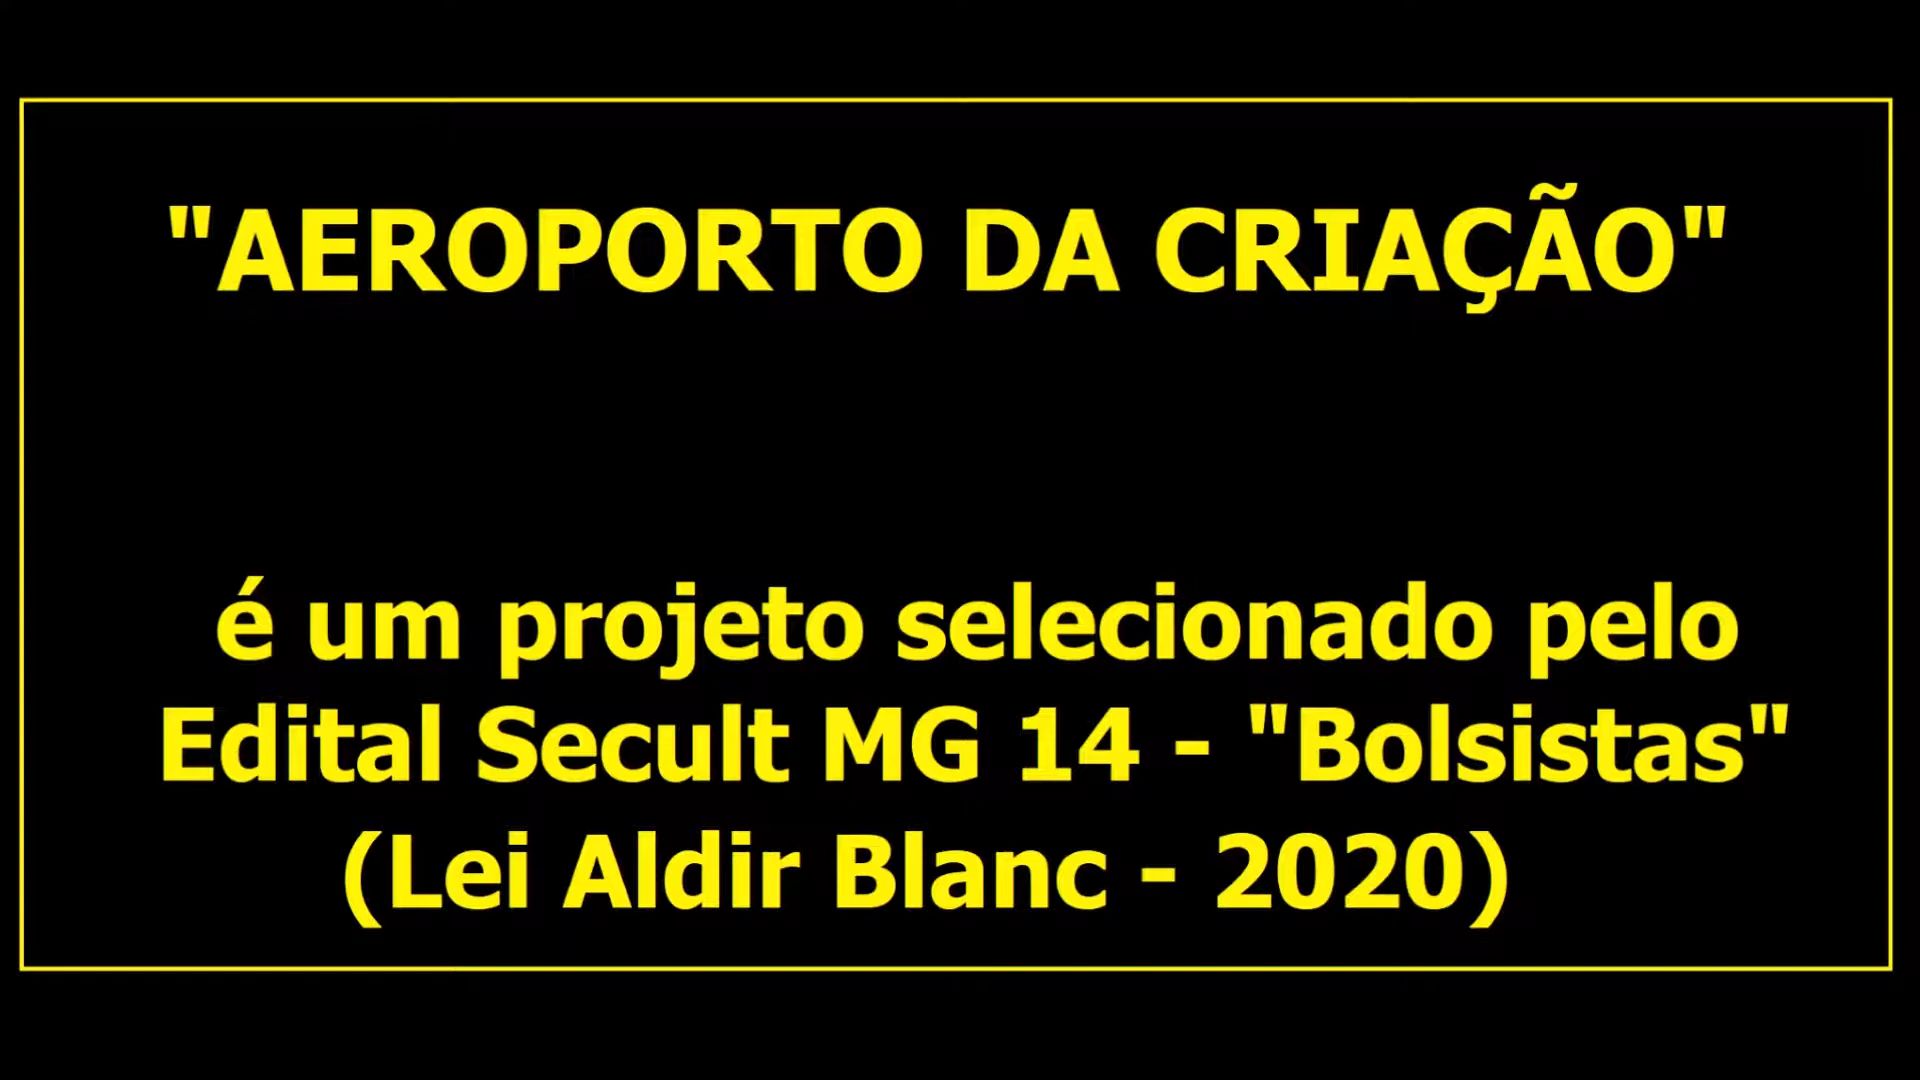 "AEROPORTO DA CRIAÇÃO"
é um projeto selecionado pelo
Edital Secult MG 14 - "Bolsistas"
(Lei Aldir Blanc - 2020)